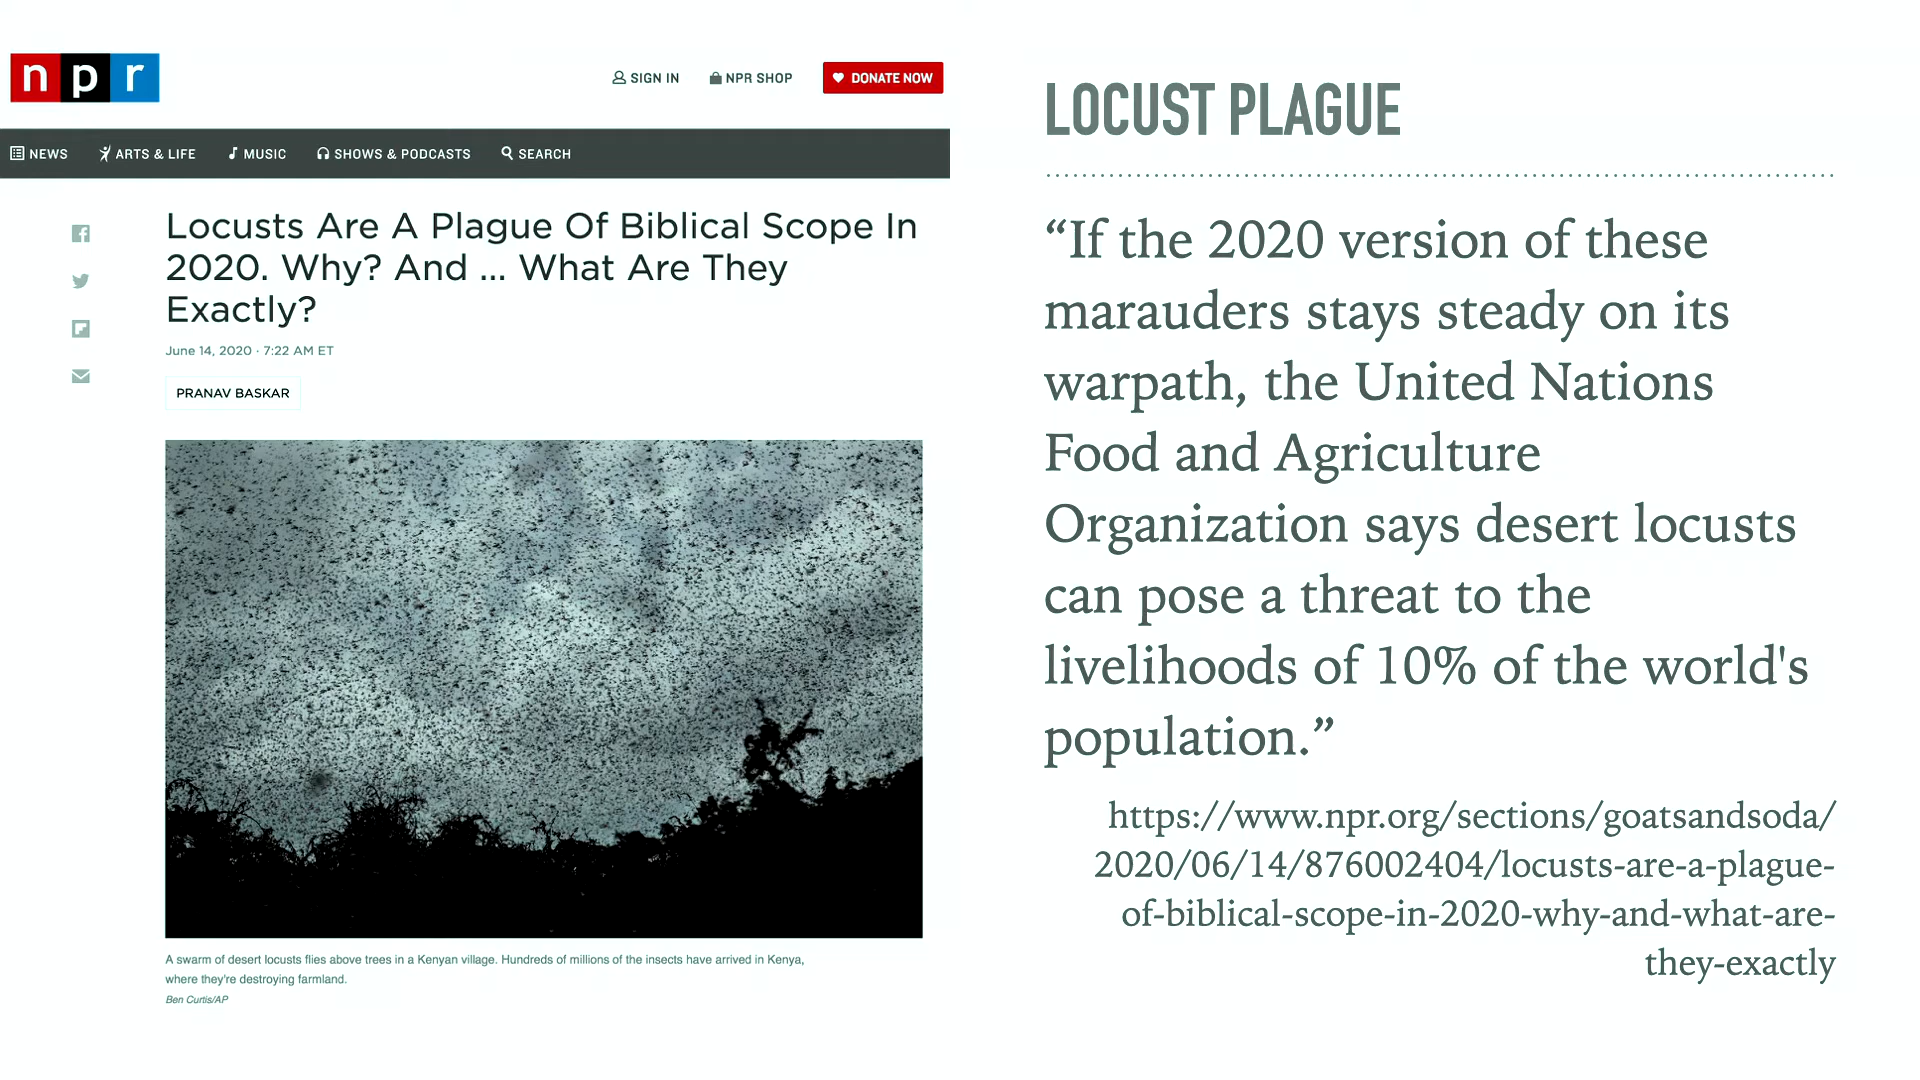 npr
SIGN IN
NPR SHOP
DONATE NOW
NEWS
ARTS & LIFE
MUSIC
SHOWS & PODCASTS
SEARCH
Locusts Are A Plague Of Biblical Scope In
2020. Why? And ... What Are They
Exactly?
June 14, 2020 · 7:22 AM ET
PRANAV BASKAR
A swarm of desert locusts flies above trees in a Kenyan village. Hundreds of millions of the insects have arrived in Kenya,
where they're destroying farmland.
Ben Curtis/AP
LOCUST PLAGUE
“If the 2020 version of these
marauders stays steady on its
warpath, the United Nations
Food and Agriculture
Organization says desert locusts
can pose a threat to the
livelihoods of 10% of the world's
population.”
https://www.npr.org/sections/goatsandsoda/
2020/06/14/876002404/locusts-are-a-plague-
of-biblical-scope-in-2020-why-and-what-are-
they-exactly